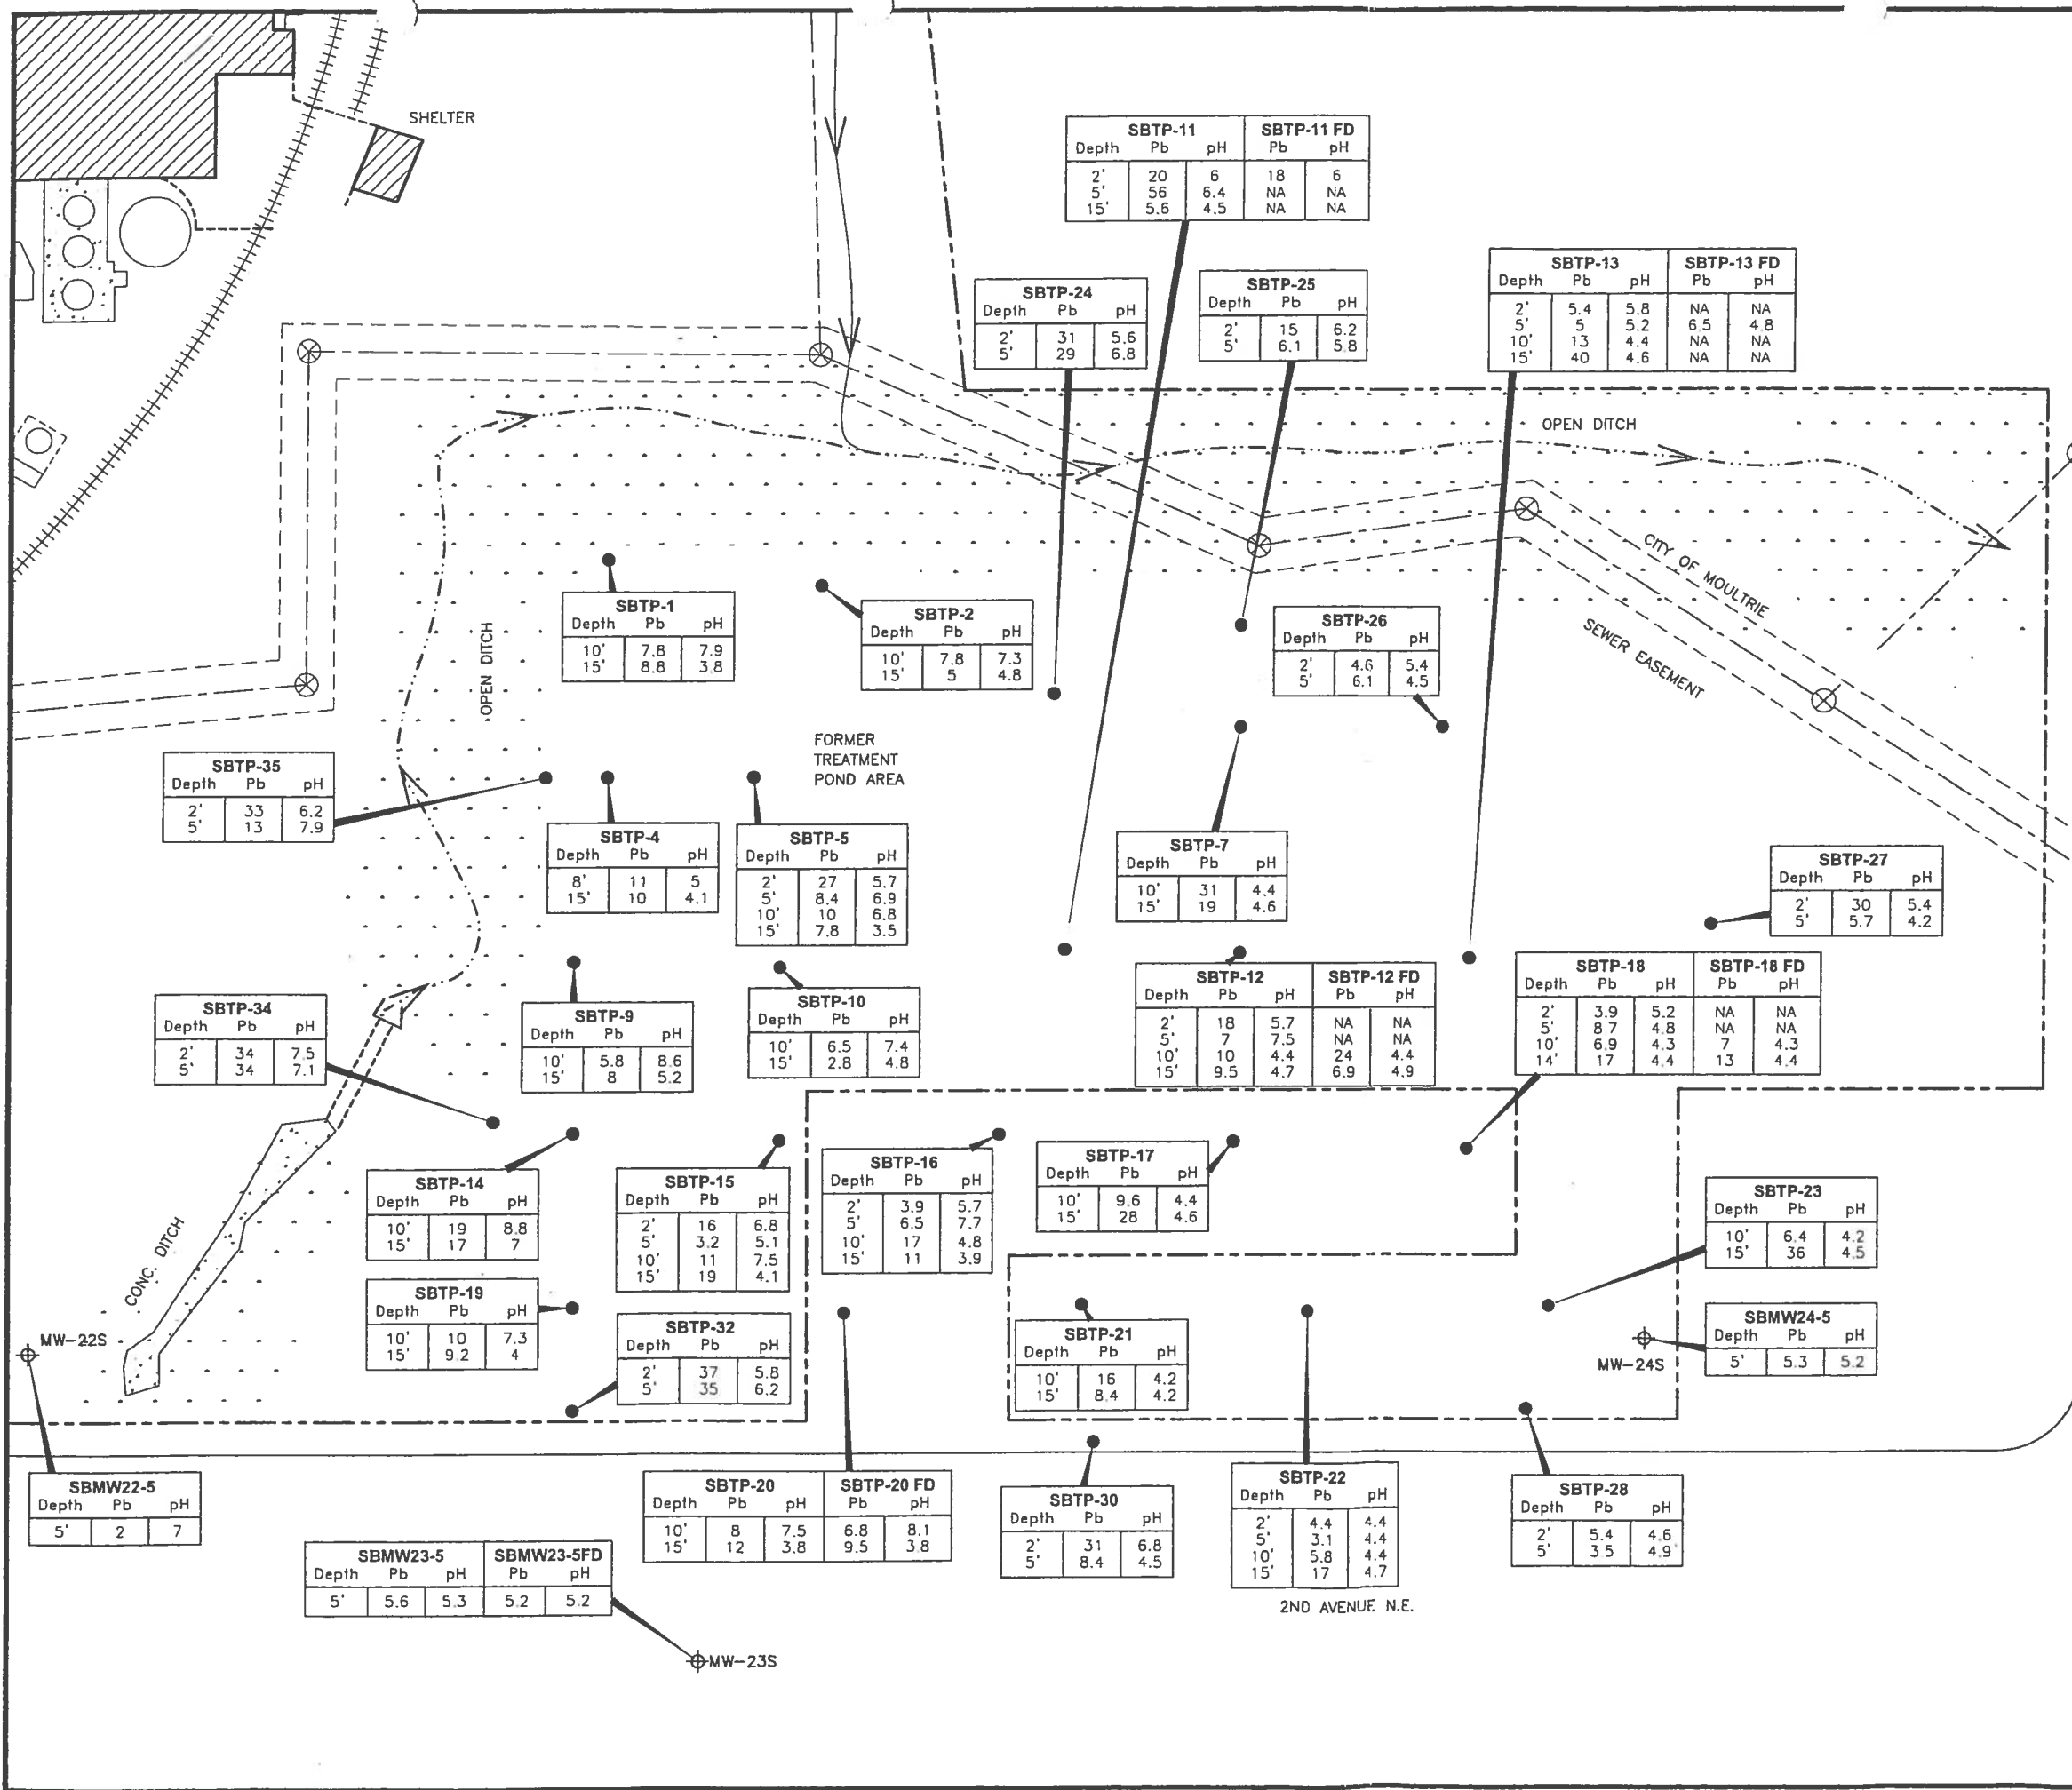 SHELTER
SBTP-11 SBTP-11 FD
Depth Pb pH Pb pH
2' 20 6 18 6
5' 56 6.4 NA NA
15' 5.6 4.5 NA NA
SBTP-24
Depth Pb pH
2' 31 5.6
5' 29 6.8
SBTP-25
Depth Pb pH
2' 15 6.2
5' 6.1 5.8
SBTP-13 SBTP-13 FD
Depth Pb pH Pb pH
2' 5.4 5.8 NA NA
5' 5 5.2 6.5 4.8
10' 13 4.4 NA NA
15' 40 4.6 NA NA
OPEN DITCH
CITY OF MOULTRIE
SEWER EASEMENT
OPEN DITCH
SBTP-1
Depth Pb pH
10' 7.8 7.9
15' 8.8 3.8
SBTP-2
Depth Pb pH
10' 7.8 7.3
15' 5 4.8
SBTP-26
Depth Pb pH
2' 4.6 5.4
5' 6.1 4.5
FORMER
TREATMENT
POND AREA
SBTP-35
Depth Pb pH
2' 33 6.2
5' 13 7.9
SBTP-4
Depth Pb pH
8' 11 5
15' 10 4.1
SBTP-5
Depth Pb pH
2' 27 5.7
5' 8.4 6.9
10' 10 6.8
15' 7.8 3.5
SBTP-7
Depth Pb pH
10' 31 4.4
15' 19 4.6
SBTP-27
Depth Pb pH
2' 30 5.4
5' 5.7 4.2
SBTP-34
Depth Pb pH
2' 34 7.5
5' 34 7.1
SBTP-9
Depth Pb pH
10' 5.8 8.6
15' 8 5.2
SBTP-10
Depth Pb pH
10' 6.5 7.4
15' 2.8 4.8
SBTP-12 SBTP-12 FD
Depth Pb pH Pb pH
2' 18 5.7 NA NA
5' 7 7.5 NA NA
10' 10 4.4 24 4.4
15' 9.5 4.7 6.9 4.9
SBTP-18 SBTP-18 FD
Depth Pb pH Pb pH
2' 3.9 5.2 NA NA
5' 8.7 4.8 NA NA
10' 6.9 4.3 7 4.3
14' 17 4.4 13 4.4
SBTP-14
Depth Pb pH
10' 19 8.8
15' 17 7
SBTP-15
Depth Pb pH
2' 16 6.8
5' 3.2 5.1
10' 11 7.5
15' 19 4.1
SBTP-16
Depth Pb pH
2' 3.9 5.7
5' 6.5 7.7
10' 17 4.8
15' 11 3.9
SBTP-17
Depth Pb pH
10' 9.6 4.4
15' 28 4.6
SBTP-23
Depth Pb pH
10' 6.4 4.2
15' 36 4.5
CONC. DITCH
SBTP-19
Depth Pb pH
10' 10 7.3
15' 9.2 4
SBTP-32
Depth Pb pH
2' 37 5.8
5' 35 6.2
SBTP-21
Depth Pb pH
10' 16 4.2
15' 8.4 4.2
SBMW24-5
Depth Pb pH
5' 5.3 5.2
MW-22S
MW-24S
SBMW22-5
Depth Pb pH
5' 2 7
SBTP-20 SBTP-20 FD
Depth Pb pH Pb pH
10' 8 7.5 6.8 8.1
15' 12 3.8 9.5 3.8
SBTP-30
Depth Pb pH
2' 31 6.8
5' 8.4 4.5
SBTP-22
Depth Pb pH
2' 4.4 4.4
5' 3.1 4.4
10' 5.8 4.4
15' 17 4.7
SBTP-28
Depth Pb pH
2' 5.4 4.6
5' 3.5 4.9
SBMW23-5 SBMW23-5FD
Depth Pb pH Pb pH
5' 5.6 5.3 5.2 5.2
2ND AVENUE N.E.
MW-23S